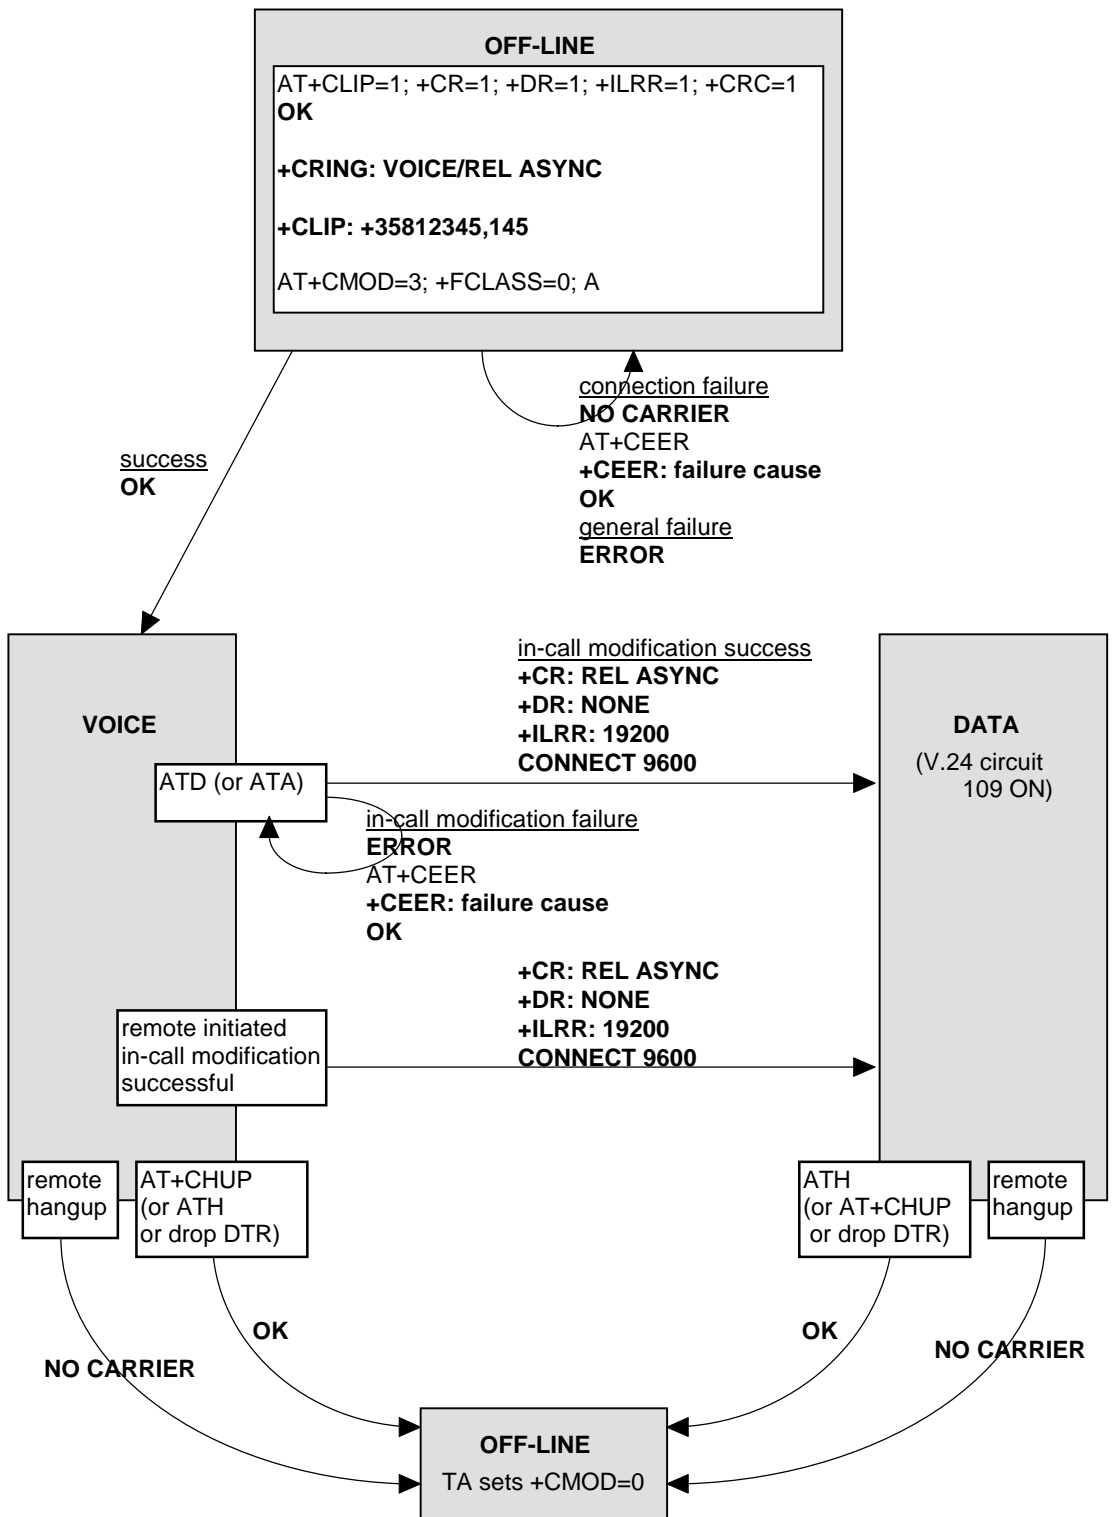 OFF-LINE
AT+CLIP=1; +CR=1; +DR=1; +ILRR=1; +CRC=1
OK
+CRING: VOICE/REL ASYNC
+CLIP: +35812345,145
AT+CMOD=3; +FCLASS=0; A
connection failure
NO CARRIER
AT+CEER
+CEER: failure cause
OK
general failure
ERROR
success
OK
VOICE
ATD (or ATA)
in-call modification success
+CR: REL ASYNC
+DR: NONE
+ILRR: 19200
CONNECT 9600
DATA
(V.24 circuit
109 ON)
in-call modification failure
ERROR
AT+CEER
+CEER: failure cause
OK
+CR: REL ASYNC
+DR: NONE
+ILRR: 19200
CONNECT 9600
remote initiated
in-call modification
successful
remote
hangup
AT+CHUP
(or ATH
or drop DTR)
ATH
(or AT+CHUP
or drop DTR)
remote
hangup
OK
NO CARRIER
OK
NO CARRIER
OFF-LINE
TA sets +CMOD=0